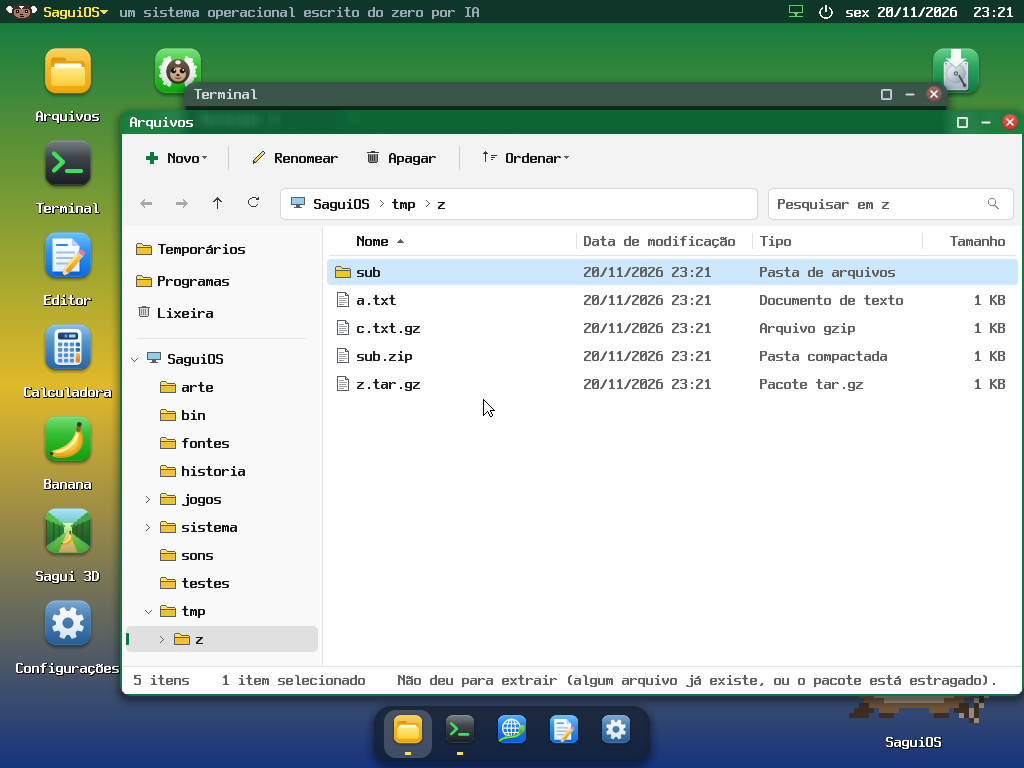 SaguiOS um sistema operacional escrito do zero por IA sex 20/11/2026 23:21
Arquivos
Terminal
Editor
Calculadora
Banana
Sagui 3D
Configurações
Terminal
Arquivos
Novo Renomear Apagar Ordenar
SaguiOS tmp z Pesquisar em z
Temporários
Programas
Lixeira
SaguiOS
arte
bin
fontes
historia
jogos
sistema
sons
testes
tmp
z
Nome Data de modificação Tipo Tamanho
sub 20/11/2026 23:21 Pasta de arquivos
a.txt 20/11/2026 23:21 Documento de texto 1 KB
c.txt.gz 20/11/2026 23:21 Arquivo gzip 1 KB
sub.zip 20/11/2026 23:21 Pasta compactada 1 KB
z.tar.gz 20/11/2026 23:21 Pacote tar.gz 1 KB
5 itens 1 item selecionado Não deu para extrair (algum arquivo já existe, ou o pacote está estragado).
SaguiOS